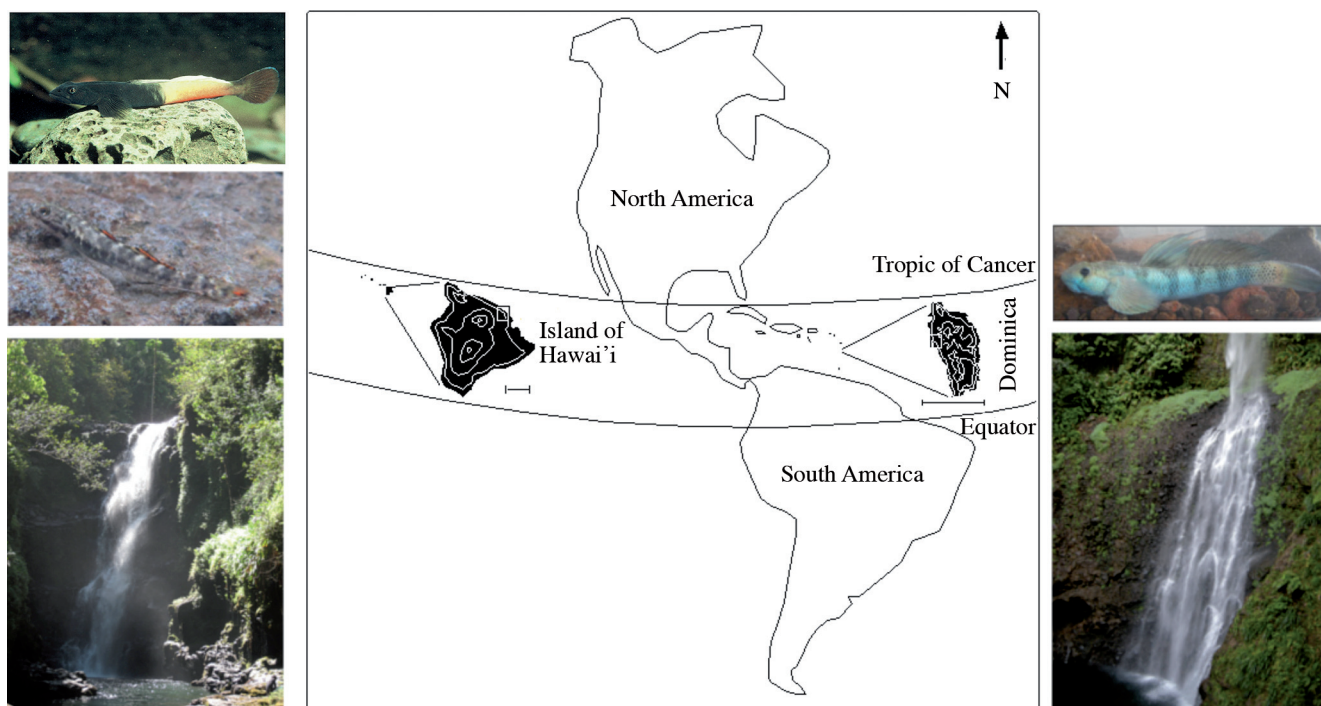 N
North America
Tropic of Cancer
Island of
Hawai'i
Dominica
Equator
South America